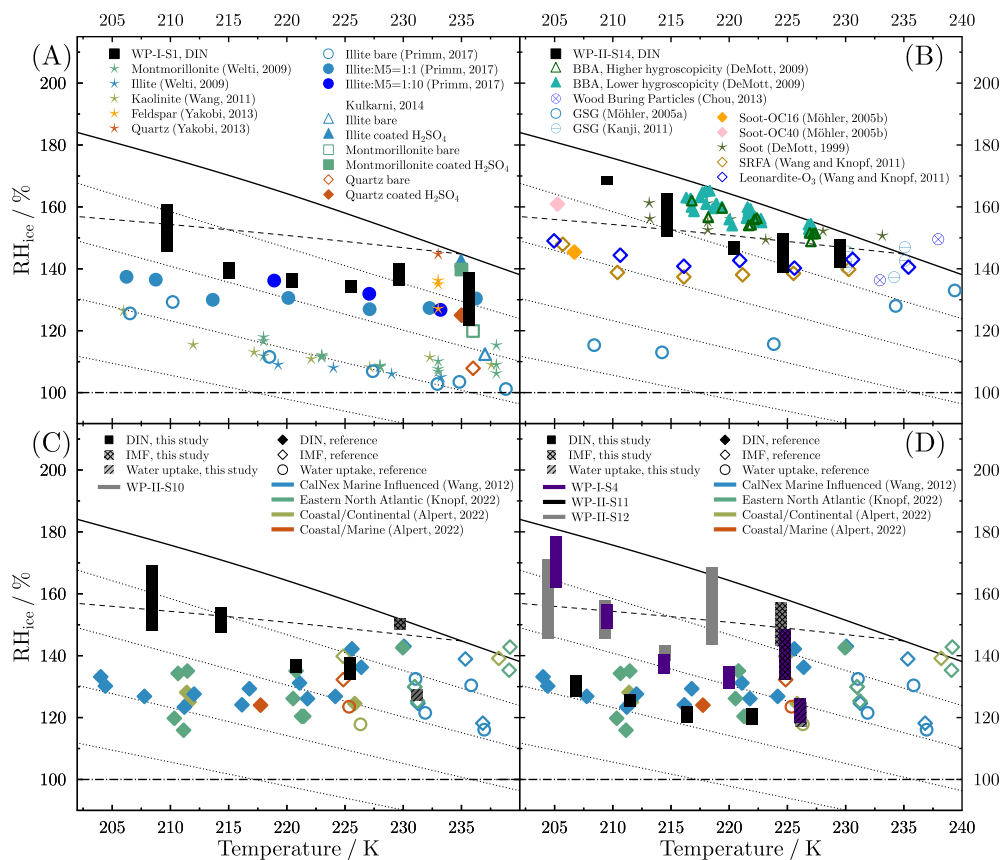 205 210 215 220 225 230 235
205 210 215 220 225 230 235 240
(A)
WP-I-S1, DIN
Montmorillonite (Welti, 2009)
Illite (Welti, 2009)
Kaolinite (Wang, 2011)
Feldspar (Yakobi, 2013)
Quartz (Yakobi, 2013)
Illite bare (Primm, 2017)
Illite:M5=1:1 (Primm, 2017)
Illite:M5=1:10 (Primm, 2017)
Kulkarni, 2014
Illite bare
Illite coated H2SO4
Montmorillonite bare
Montmorillonite coated H2SO4
Quartz bare
Quartz coated H2SO4
(B)
WP-II-S14, DIN
BBA, Higher hygroscopicity (DeMott, 2009)
BBA, Lower hygroscopicity (DeMott, 2009)
Wood Buring Particles (Chou, 2013)
GSG (Möhler, 2005a)
GSG (Kanji, 2011)
Soot-OC16 (Möhler, 2005b)
Soot-OC40 (Möhler, 2005b)
Soot (DeMott, 1999)
SRFA (Wang and Knopf, 2011)
Leonardite-O3 (Wang and Knopf, 2011)
RHice / %
200
180
160
140
120
100
200
180
160
140
120
100
(C)
DIN, this study
IMF, this study
Water uptake, this study
WP-II-S10
DIN, reference
IMF, reference
Water uptake, reference
CalNex Marine Influenced (Wang, 2012)
Eastern North Atlantic (Knopf, 2022)
Coastal/Continental (Alpert, 2022)
Coastal/Marine (Alpert, 2022)
(D)
DIN, this study
IMF, this study
Water uptake, this study
WP-I-S4
WP-II-S11
WP-II-S12
DIN, reference
IMF, reference
Water uptake, reference
CalNex Marine Influenced (Wang, 2012)
Eastern North Atlantic (Knopf, 2022)
Coastal/Continental (Alpert, 2022)
Coastal/Marine (Alpert, 2022)
RHice / %
200
180
160
140
120
100
200
180
160
140
120
100
205 210 215 220 225 230 235
205 210 215 220 225 230 235 240
Temperature / K
Temperature / K